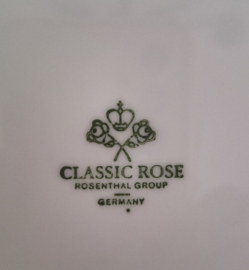 CLASSIC ROSE
ROSENTHAL GROUP
GERMANY